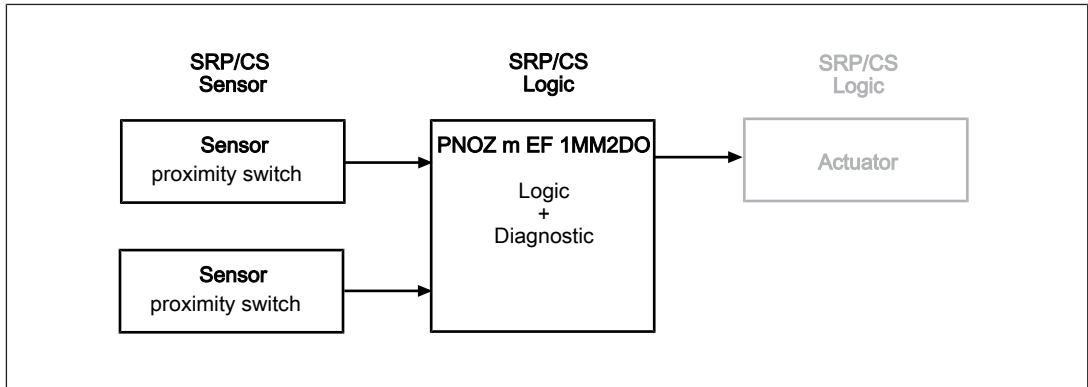 SRP/CS
Sensor
SRP/CS
Logic
SRP/CS
Logic
Sensor
proximity switch
PNOZ m EF 1MM2DO
Logic
+
Diagnostic
Actuator
Sensor
proximity switch